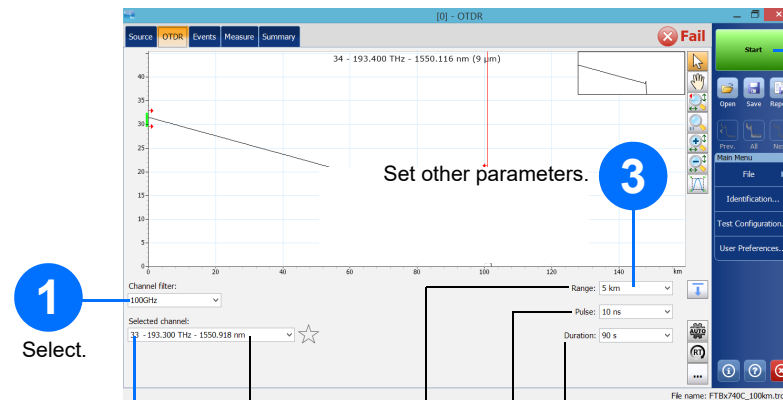 [0] - OTDR
Source OTDR Events Measure Summary
Fail
Start
34 - 193.400 THz - 1550.116 nm (9 µm)
Open Save
Prev. All
Main Menu
File
Identification...
Test Configuration.
User Preferences..
40
35
30
25
20
15
10
5
0
0 20 40 60 80 100 120 140 km
2
Set other parameters.
3
1
Select.
Channel filter:
100GHz
Selected channel:
33 - 193.300 THz - 1550.918 nm
Range: 5 km
Pulse: 10 ns
Duration: 90 s
AUTO
RT
...
File name: FTBx740C_100km.tr